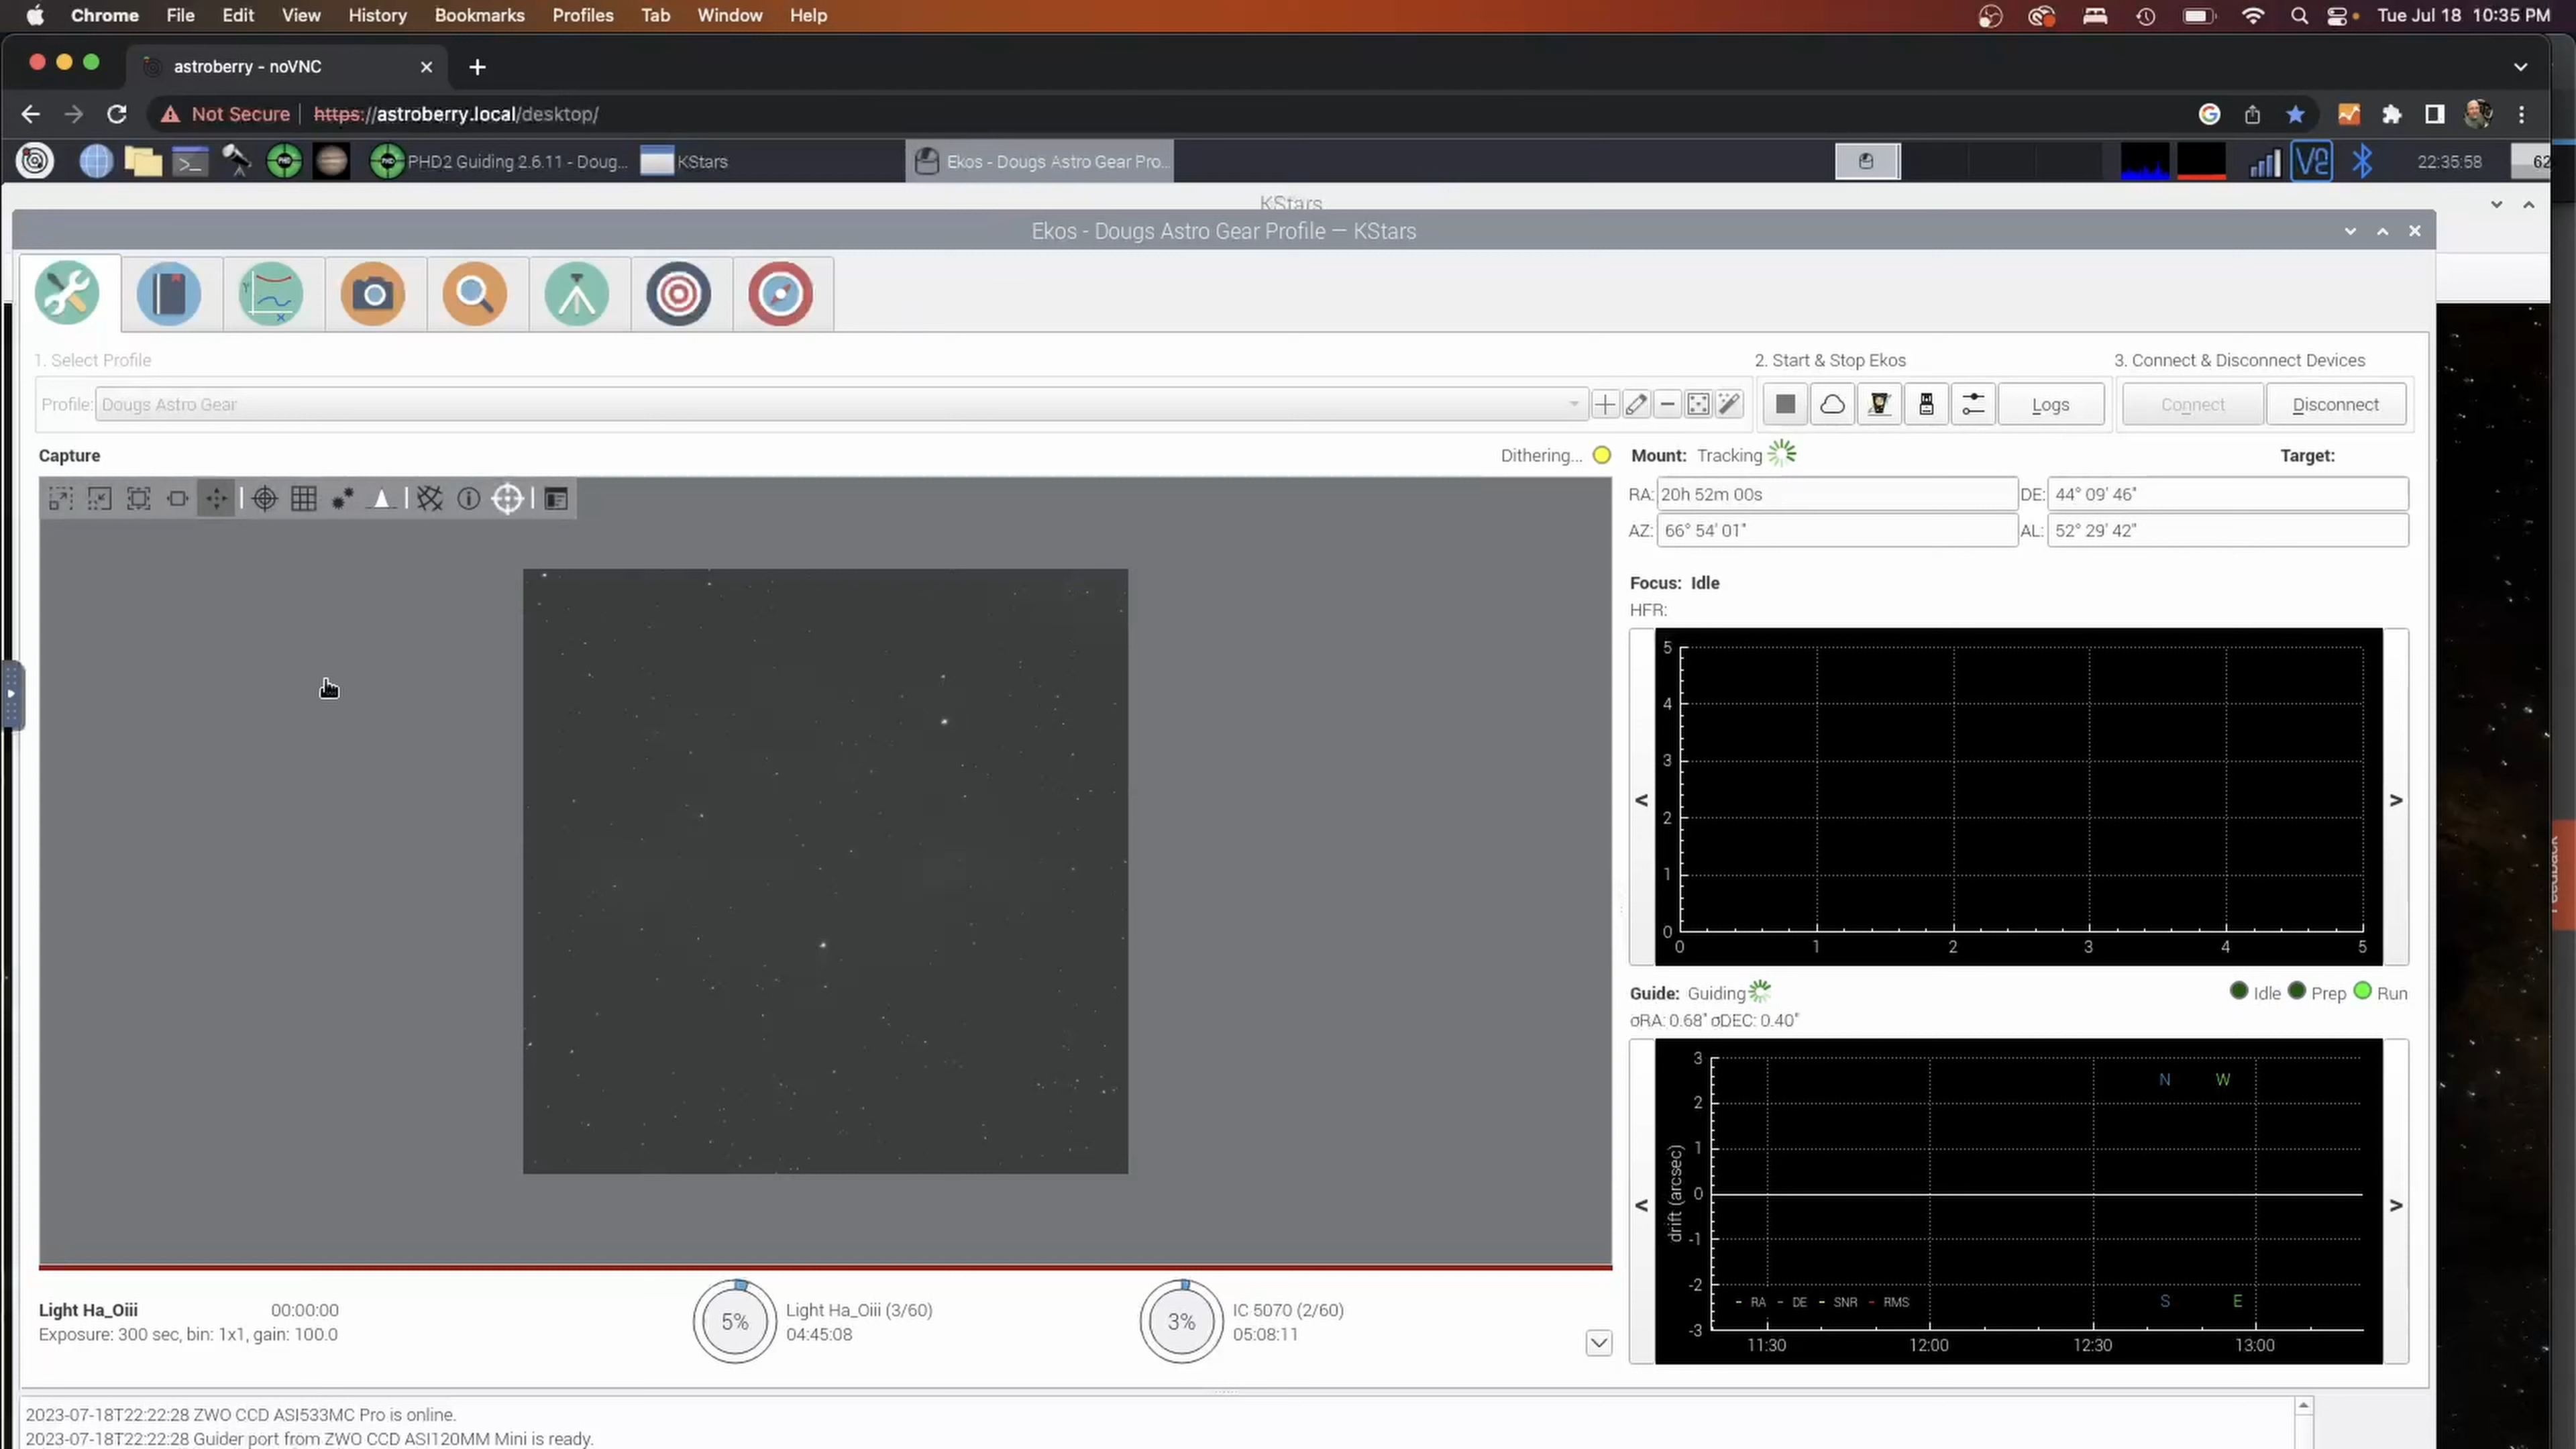 Chrome File Edit View History Bookmarks Profiles Tab Window Help Tue Jul 18 10:35 PM
astroberry - noVNC
Not Secure https://astroberry.local/desktop/
PHD2 Guiding 2.6.11 - Doug... KStars Ekos - Dougs Astro Gear Pro... 22:35:58 62
KStars
Ekos - Dougs Astro Gear Profile — KStars
1. Select Profile 2. Start & Stop Ekos 3. Connect & Disconnect Devices
Profile: Dougs Astro Gear Logs Connect Disconnect
Capture Dithering... Mount: Tracking Target:
RA: 20h 52m 00s DE: 44° 09' 46"
AZ: 66° 54' 01" AL: 52° 29' 42"
Focus: Idle
HFR:
5
4
3
2
1
0
0 1 2 3 4 5
Guide: Guiding Idle Prep Run
σRA: 0.68" σDEC: 0.40"
3
N W
2
1
0
drift (arcsec)
-1
-2
- RA - DE - SNR - RMS S E
-3
11:30 12:00 12:30 13:00
Light Ha_Oiii 00:00:00
Exposure: 300 sec, bin: 1x1, gain: 100.0
5% Light Ha_Oiii (3/60)
04:45:08
3% IC 5070 (2/60)
05:08:11
2023-07-18T22:22:28 ZWO CCD ASI533MC Pro is online.
2023-07-18T22:22:28 Guider port from ZWO CCD ASI120MM Mini is ready.
Feedback